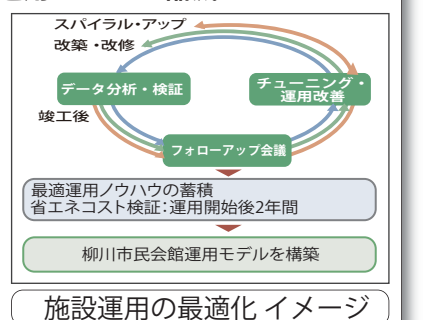 スパイラル・アップ
改築・改修
データ分析・検証
チューニング・
運用改善
竣工後
フォローアップ会議
最適運用ノウハウの蓄積
省エネコスト検証：運用開始後2年間
柳川市民会館運用モデルを構築
施設運用の最適化 イメージ